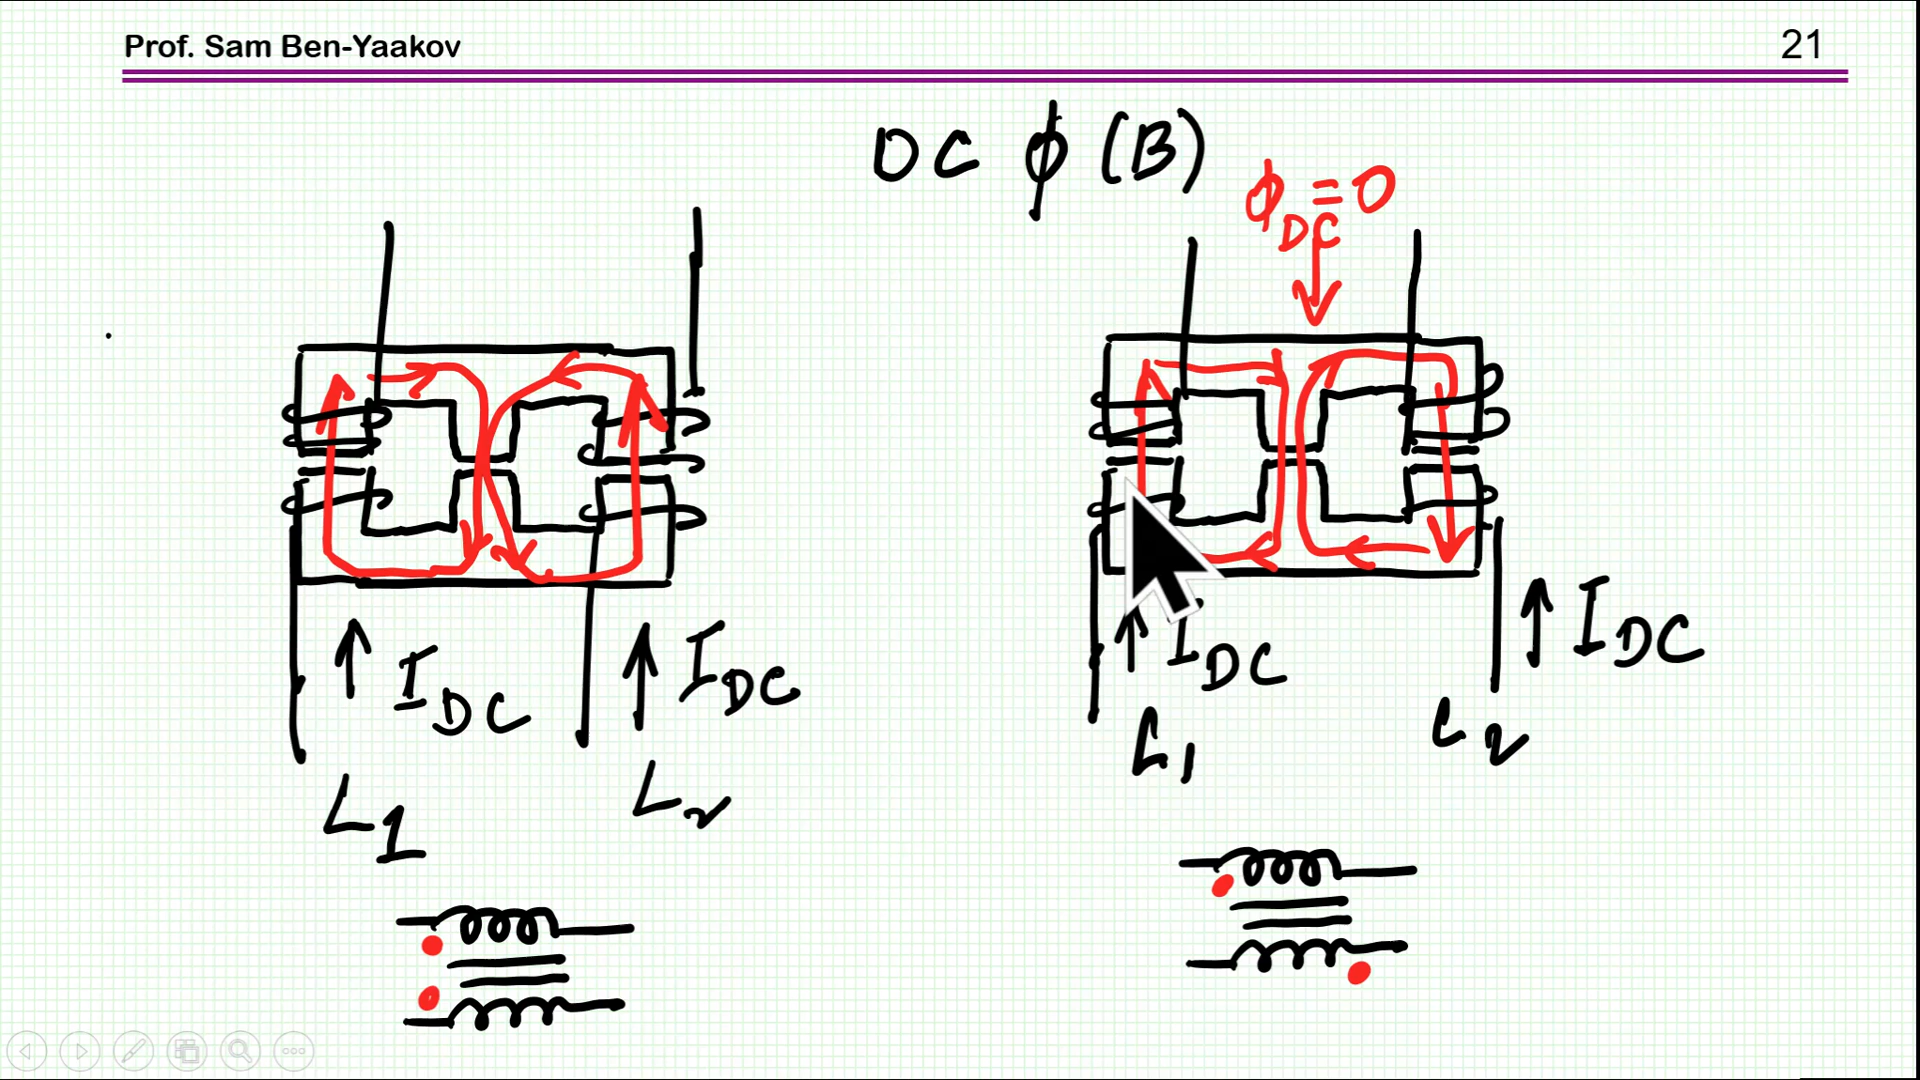 Prof. Sam Ben-Yaakov 21
DC ϕ (B)
ϕDC = 0
IDC IDC IDC IDC
L1 L2 L1 L2